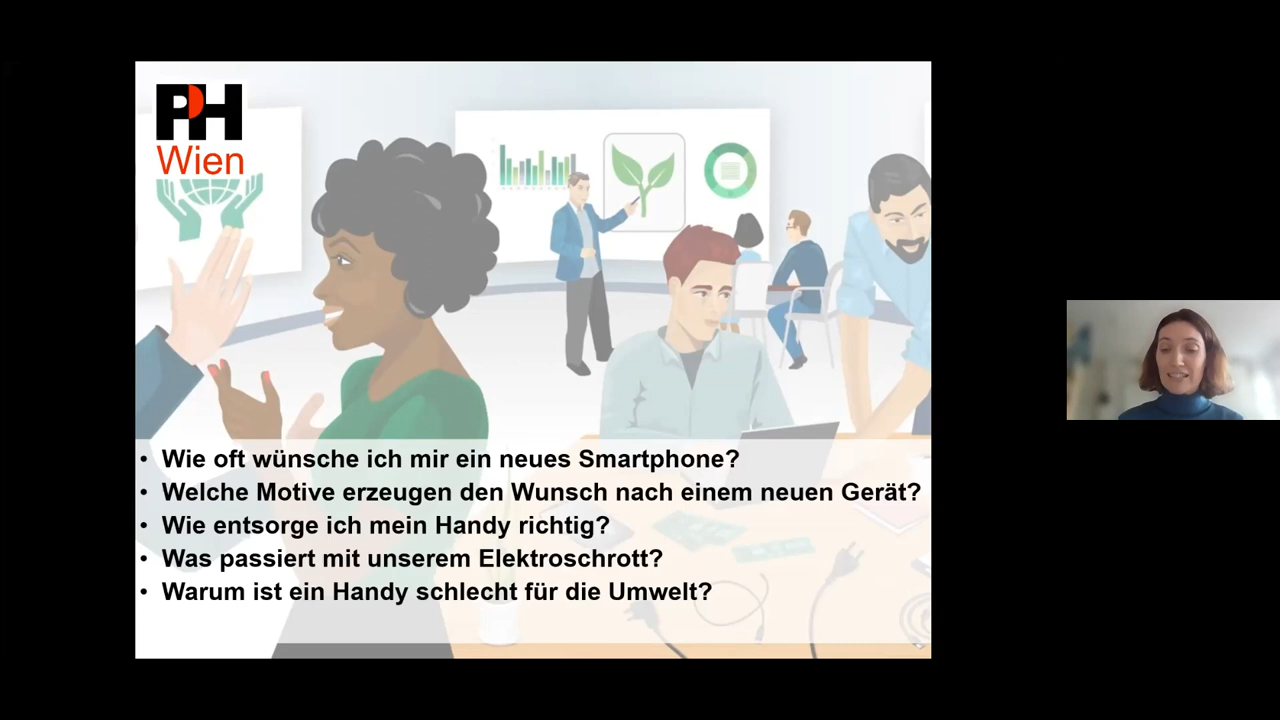 PH
Wien
• Wie oft wünsche ich mir ein neues Smartphone?
• Welche Motive erzeugen den Wunsch nach einem neuen Gerät?
• Wie entsorge ich mein Handy richtig?
• Was passiert mit unserem Elektroschrott?
• Warum ist ein Handy schlecht für die Umwelt?